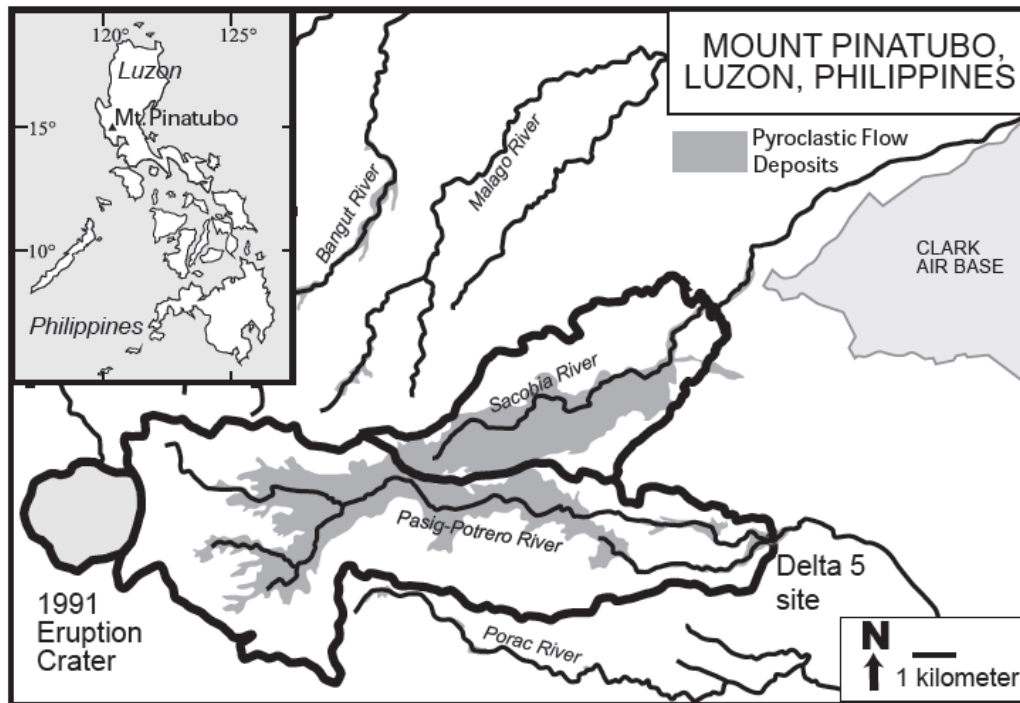 120°
125°
Luzon
Mt. Pinatubo
15°
10°
Philippines
MOUNT PINATUBO,
LUZON, PHILIPPINES
Pyroclastic Flow
Deposits
Bangut River
Malago River
CLARK
AIR BASE
Sacobia River
Pasig-Potrero River
Delta 5
site
1991
Eruption
Crater
Porac River
N
1 kilometer